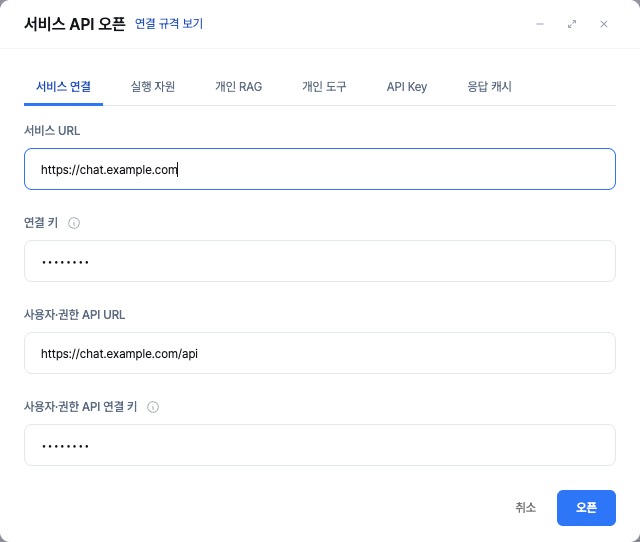 서비스 API 오픈 연결 규격 보기
서비스 연결 실행 자원 개인 RAG 개인 도구 API Key 응답 캐시
서비스 URL
https://chat.example.com
연결 키
••••••••
사용자·권한 API URL
https://chat.example.com/api
사용자·권한 API 연결 키
••••••••
취소 오픈